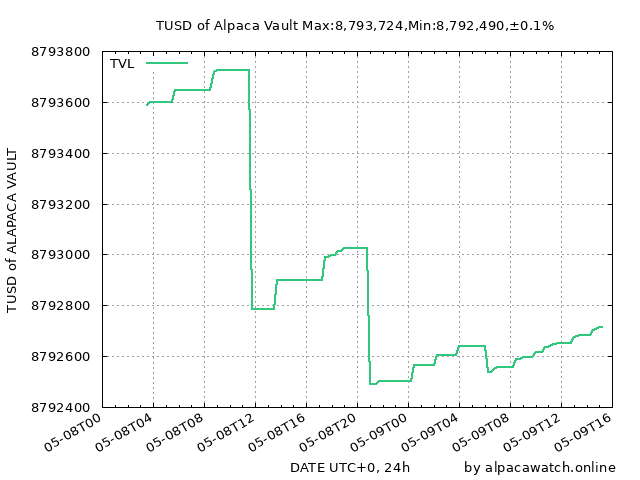 TUSD of Alpaca Vault Max:8,793,724,Min:8,792,490,±0.1%
8793800
8793600
8793400
8793200
8793000
8792800
8792600
8792400
TVL
TUSD of ALAPACA VAULT
05-08T00
05-08T04
05-08T08
05-08T12
05-08T16
05-08T20
05-09T00
05-09T04
05-09T08
05-09T12
05-09T16
DATE UTC+0, 24h
by alpacawatch.online